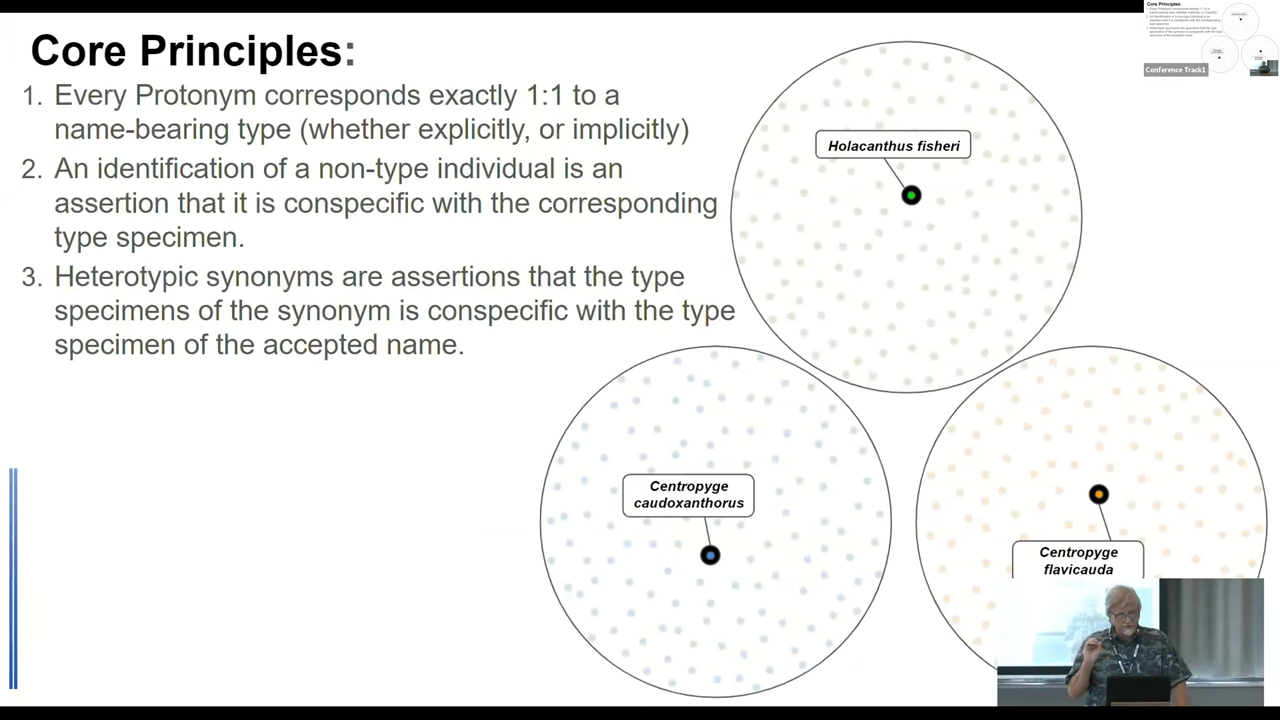 Core Principles:
1. Every Protonym corresponds exactly 1:1 to a
name-bearing type (whether explicitly, or implicitly)
2. An identification of a non-type individual is an
assertion that it is conspecific with the corresponding
type specimen.
3. Heterotypic synonyms are assertions that the type
specimens of the synonym is conspecific with the type
specimen of the accepted name.
Holacanthus fisheri
Centropyge
caudoxanthorus
Centropyge
flavicauda
Core Principles:
Conference Track1